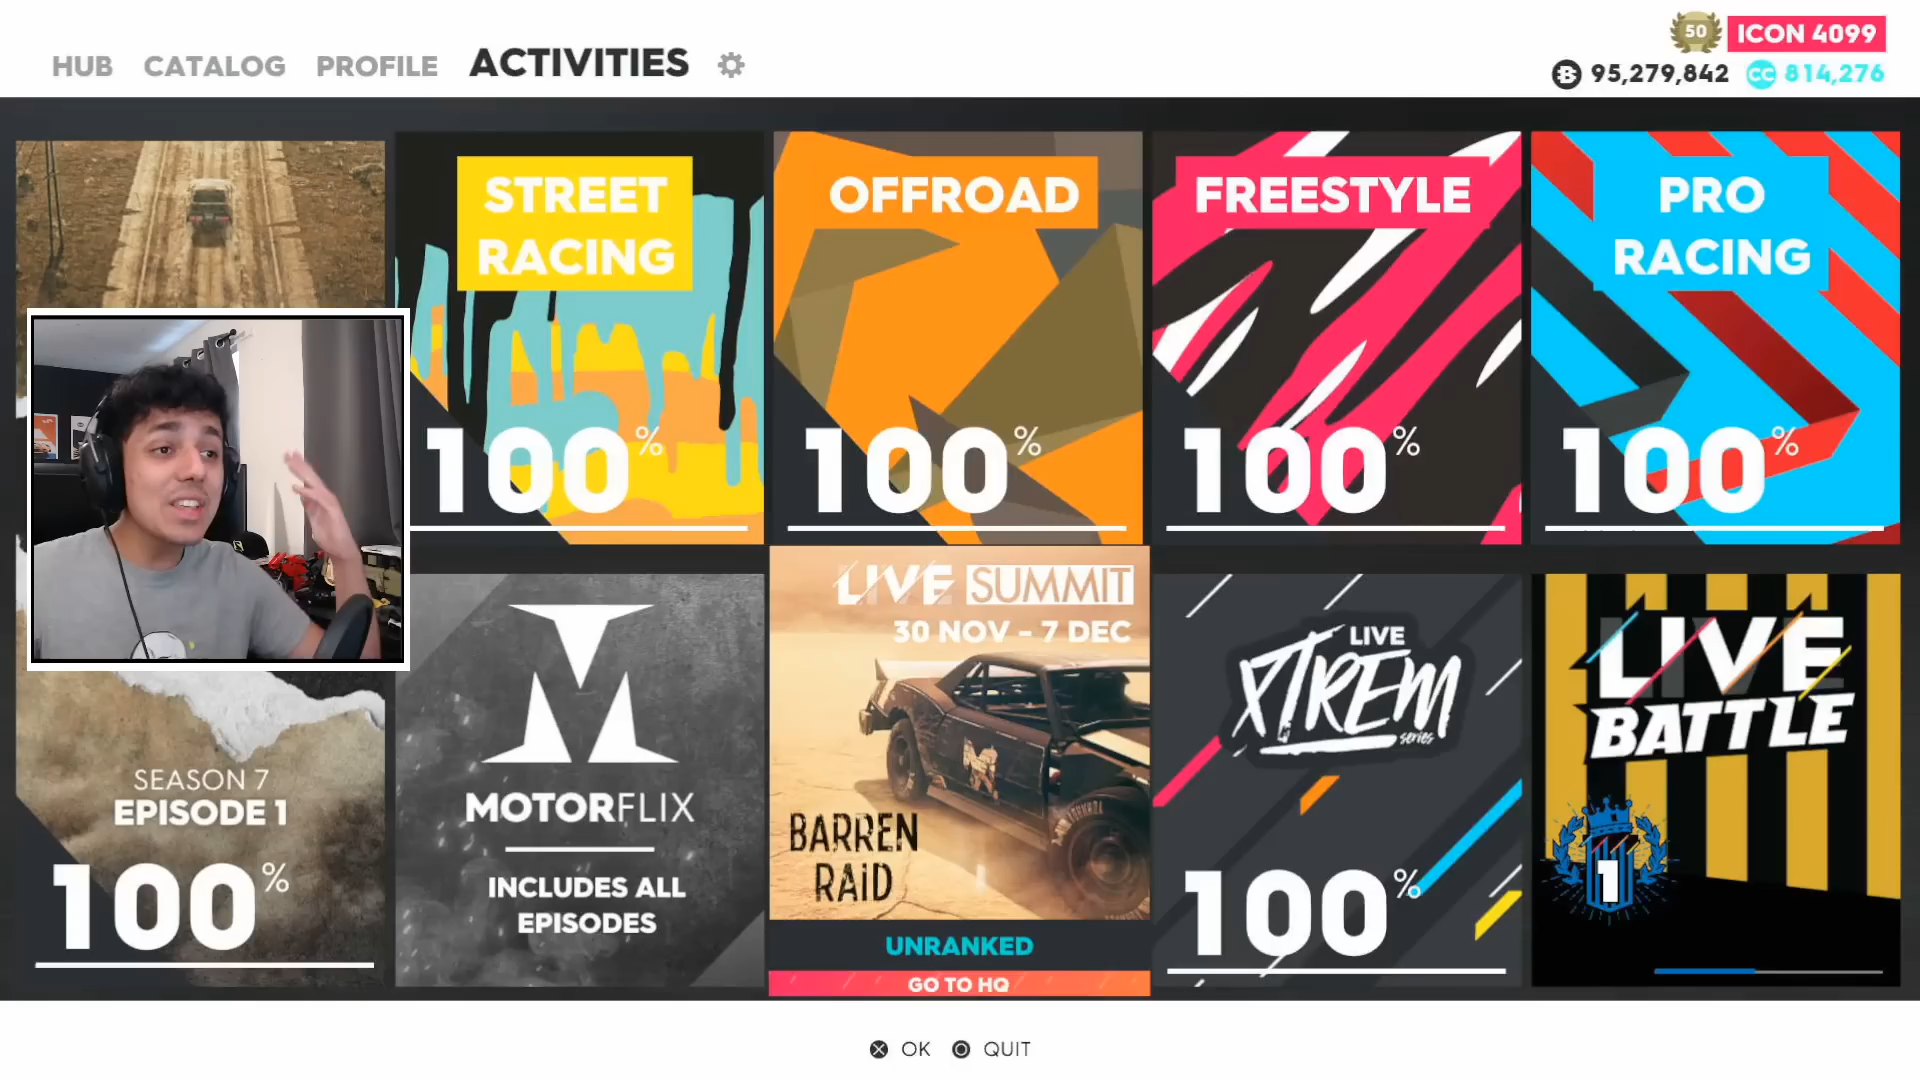 HUB CATALOG PROFILE ACTIVITIES
50 ICON 4099
95,279,842 CC 814,276
STREET
RACING
100%
OFFROAD
100%
FREESTYLE
100%
PRO
RACING
100%
SEASON 7
EPISODE 1
100%
MOTORFLIX
INCLUDES ALL
EPISODES
LIVE SUMMIT
30 NOV - 7 DEC
BARREN
RAID
UNRANKED
GO TO HQ
LIVE
XTREM
series
100%
LIVE
BATTLE
1
OK QUIT